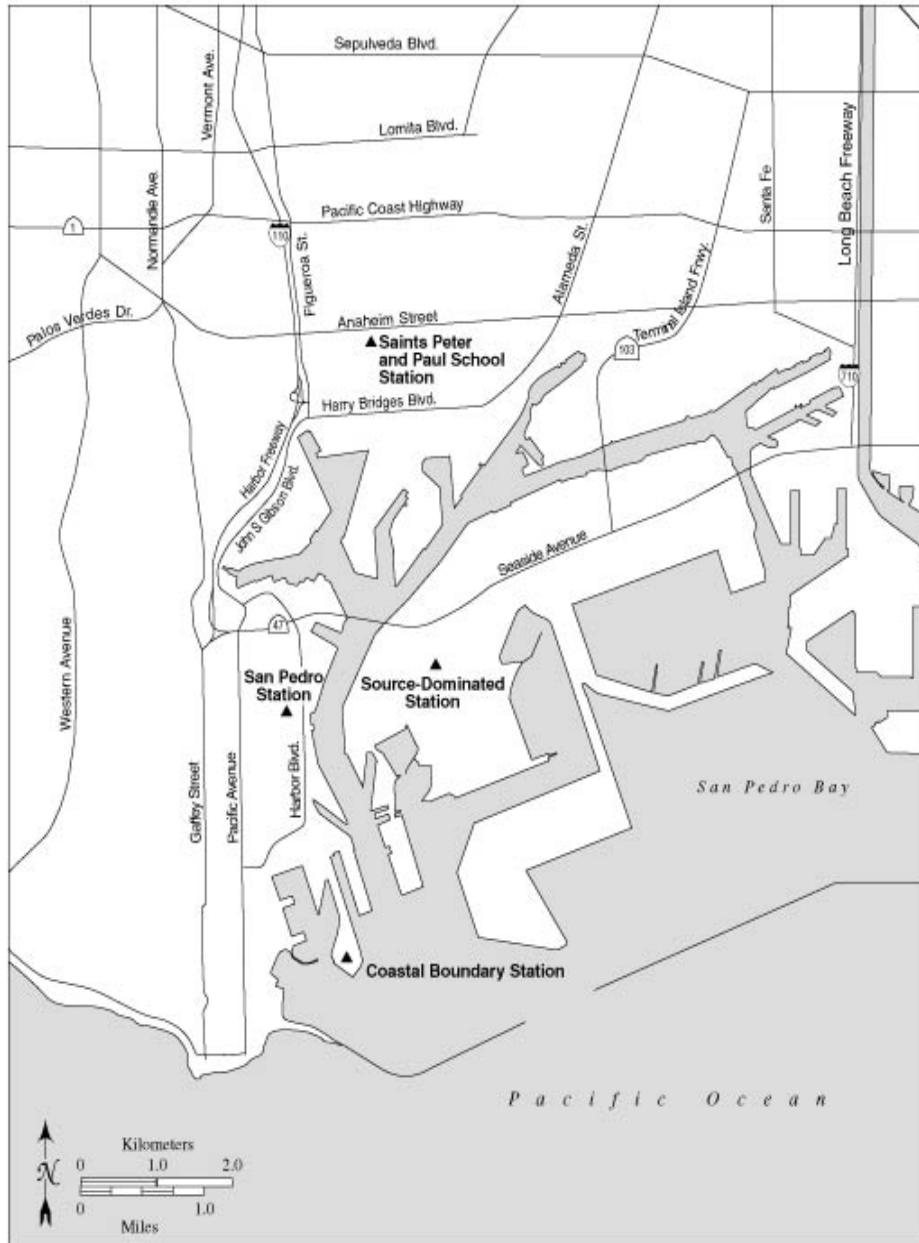 Sepulveda Blvd.
Vermont Ave.
Lomita Blvd.
Normandie Ave.
Santa Fe
Long Beach Freeway
Pacific Coast Highway
1
110
Figueroa St.
Alameda St.
Terminal Island Frwy.
Palos Verdes Dr.
Anaheim Street
Saints Peter
and Paul School
Station
103
710
Harry Bridges Blvd.
Harbor Freeway
John S. Gibson Blvd.
Seaside Avenue
47
Western Avenue
San Pedro
Station
Source-Dominated
Station
Gaffey Street
Pacific Avenue
Harbor Blvd.
San Pedro Bay
Coastal Boundary Station
Pacific Ocean
N
Kilometers
0 1.0 2.0
0 1.0
Miles